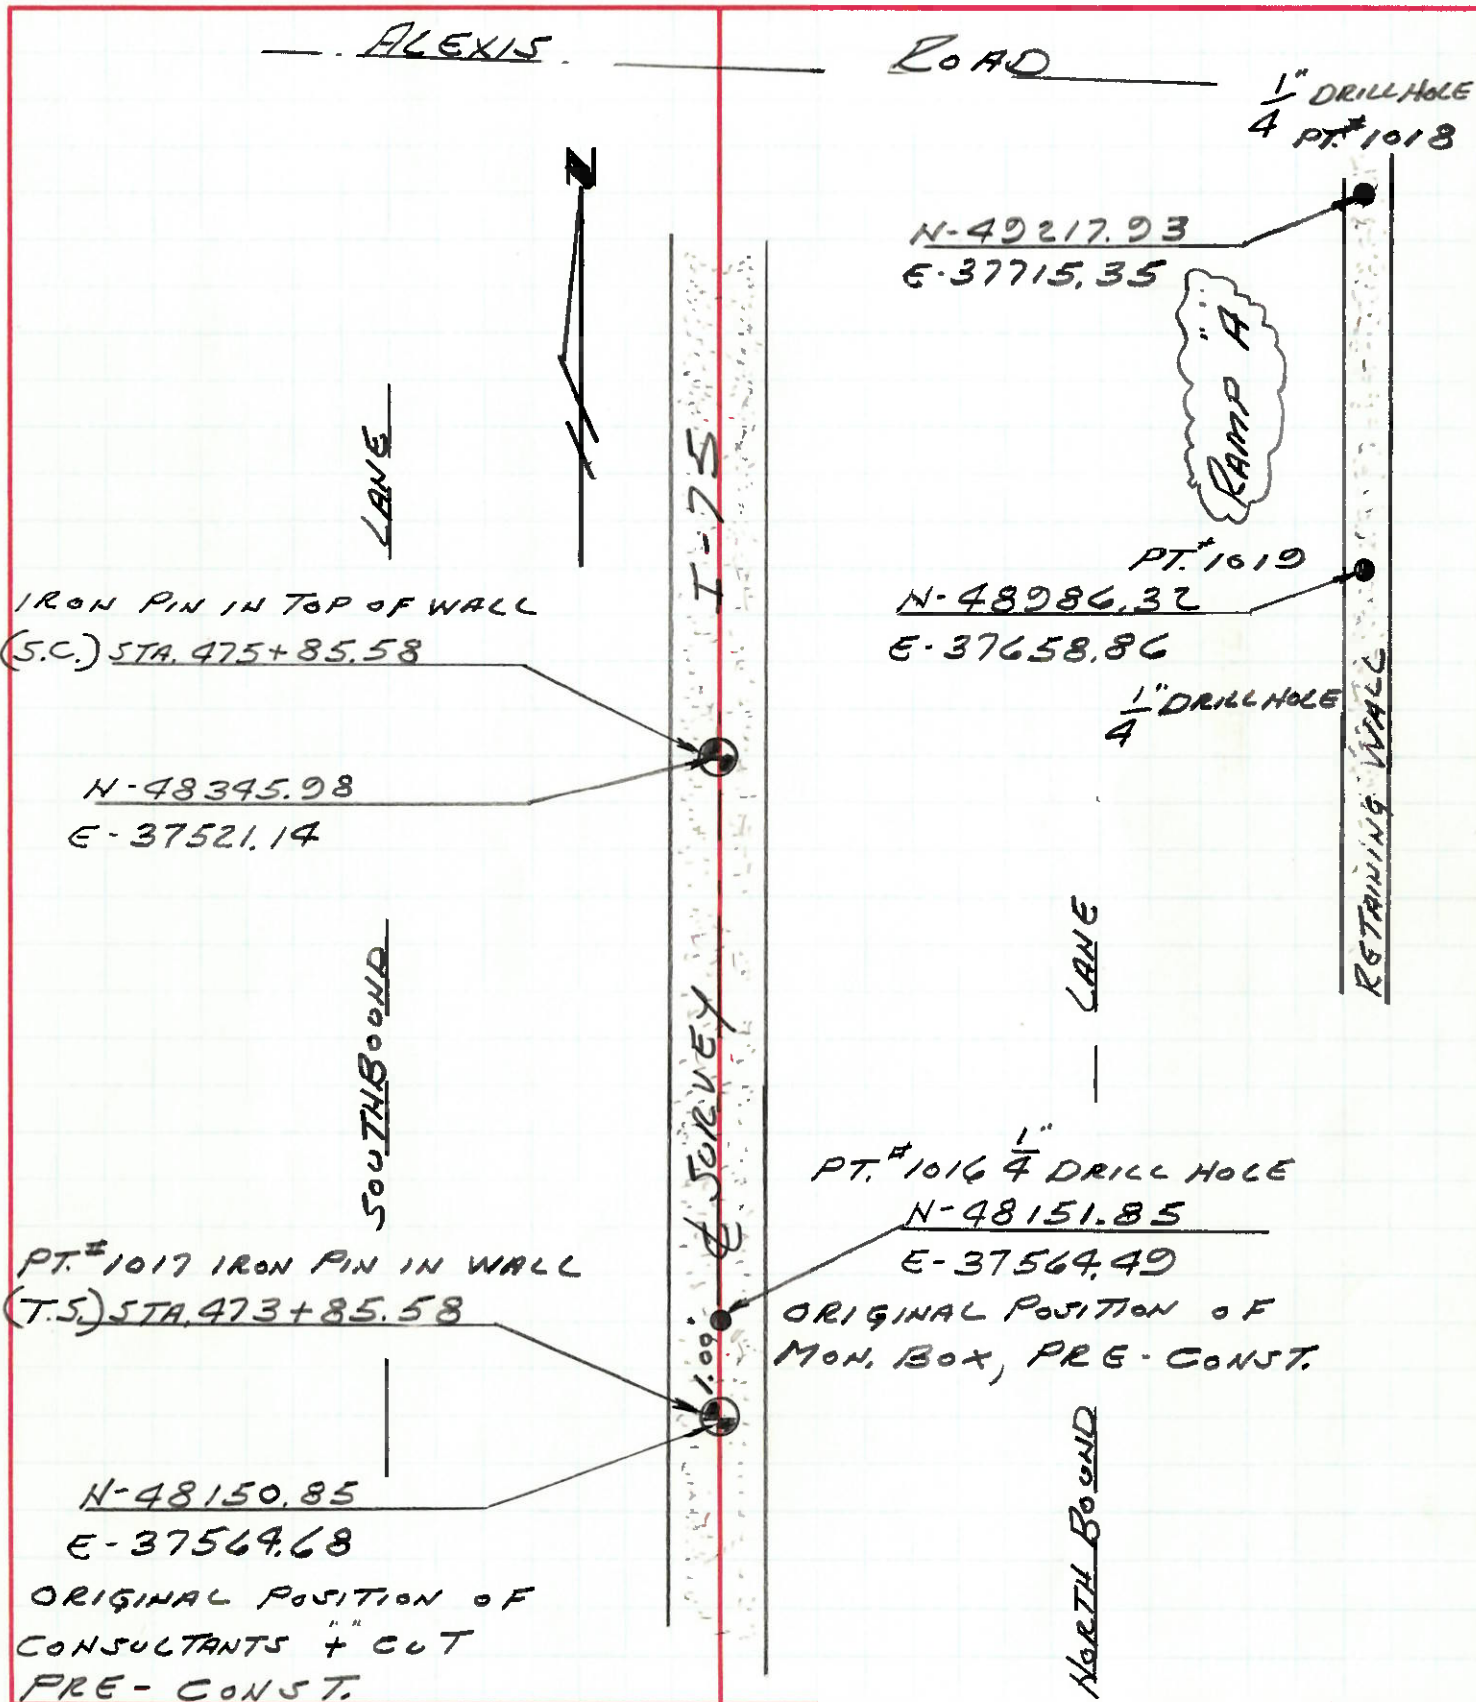 ALEXIS ROAD
1/4" DRILL HOLE
PT.#1018
N
N-49217.93
E-37715.35
RAMP "A"
LANE
I-75
PT.#1019
N-48986.32
E-37658.86
1/4" DRILL HOLE
IRON PIN IN TOP OF WALL
(S.C.) STA. 475+85.58
N-48345.98
E-37521.14
RETAINING WALL
LANE
SOUTHBOUND
℄ SURVEY
PT.#1016 1/4" DRILL HOLE
N-48151.85
E-37564.49
ORIGINAL POSITION OF
MON. BOX, PRE-CONST.
PT.#1017 IRON PIN IN WALL
(T.S.) STA. 473+85.58
1.00'
N-48150.85
E-37564.68
ORIGINAL POSITION OF
CONSULTANTS "+" CUT
PRE-CONST.
NORTH BOUND